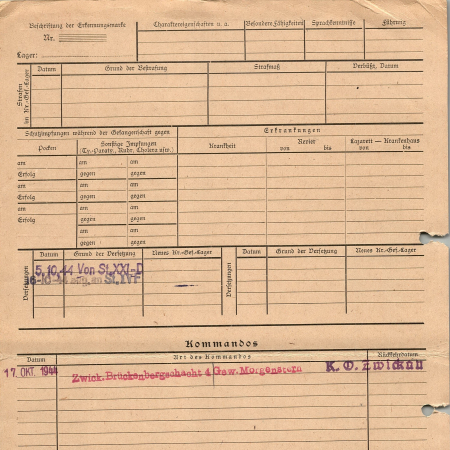 Beschriftung der Erkennungsmarke
Nr.
Lager:
Charaktereigenschaften u. a.
Besondere Fähigkeiten
Sprachkenntnisse
Führung
Strafen im Kr.-Gef.-Lager
Datum
Grund der Bestrafung
Strafmaß
Verbüßt, Datum
Schutzimpfungen während der Gefangenschaft gegen
Erkrankungen
Pocken
Sonstige Impfungen
(Ty.-Paraty., Ruhr, Cholera usw.)
Krankheit
Revier
von bis
Lazarett — Krankenhaus
von bis
am am am
Erfolg gegen gegen
am am am
Erfolg gegen gegen
am am am
Erfolg gegen gegen
am am
gegen gegen
Versetzungen
Datum
Grund der Versetzung
Neues Kr.-Gef.-Lager
Versetzungen
Datum
Grund der Versetzung
Neues Kr.-Gef.-Lager
5.10.44 Von St. XXI-D
Kommandos
Datum
Art des Kommandos
Rückkehrdatum
17. OKT. 1944
Zwick. Brückenbergschacht 4 Gew. Morgenstern
K. O. Zwickau